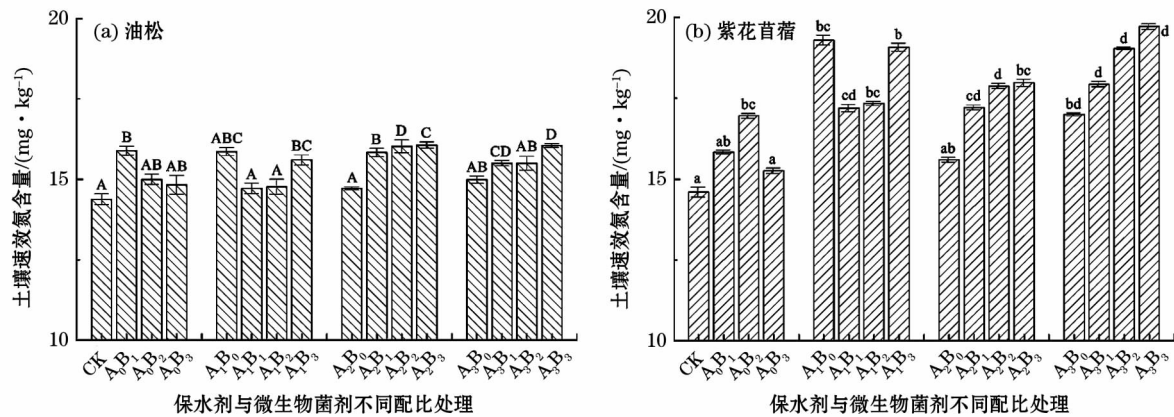 (a) 油松
20
15
10
土壤速效氮含量/(mg·kg⁻¹)
A B AB AB ABC A A BC A B D C AB CD AB D
CK A₀B₁ A₀B₂ A₀B₃ A₁B₀ A₁B₁ A₁B₂ A₁B₃ A₂B₀ A₂B₁ A₂B₂ A₂B₃ A₃B₀ A₃B₁ A₃B₂ A₃B₃
保水剂与微生物菌剂不同配比处理
(b) 紫花苜蓿
20
15
10
土壤速效氮含量/(mg·kg⁻¹)
a ab bc a bc cd bc b ab cd d bc bd d d d
CK A₀B₁ A₀B₂ A₀B₃ A₁B₀ A₁B₁ A₁B₂ A₁B₃ A₂B₀ A₂B₁ A₂B₂ A₂B₃ A₃B₀ A₃B₁ A₃B₂ A₃B₃
保水剂与微生物菌剂不同配比处理